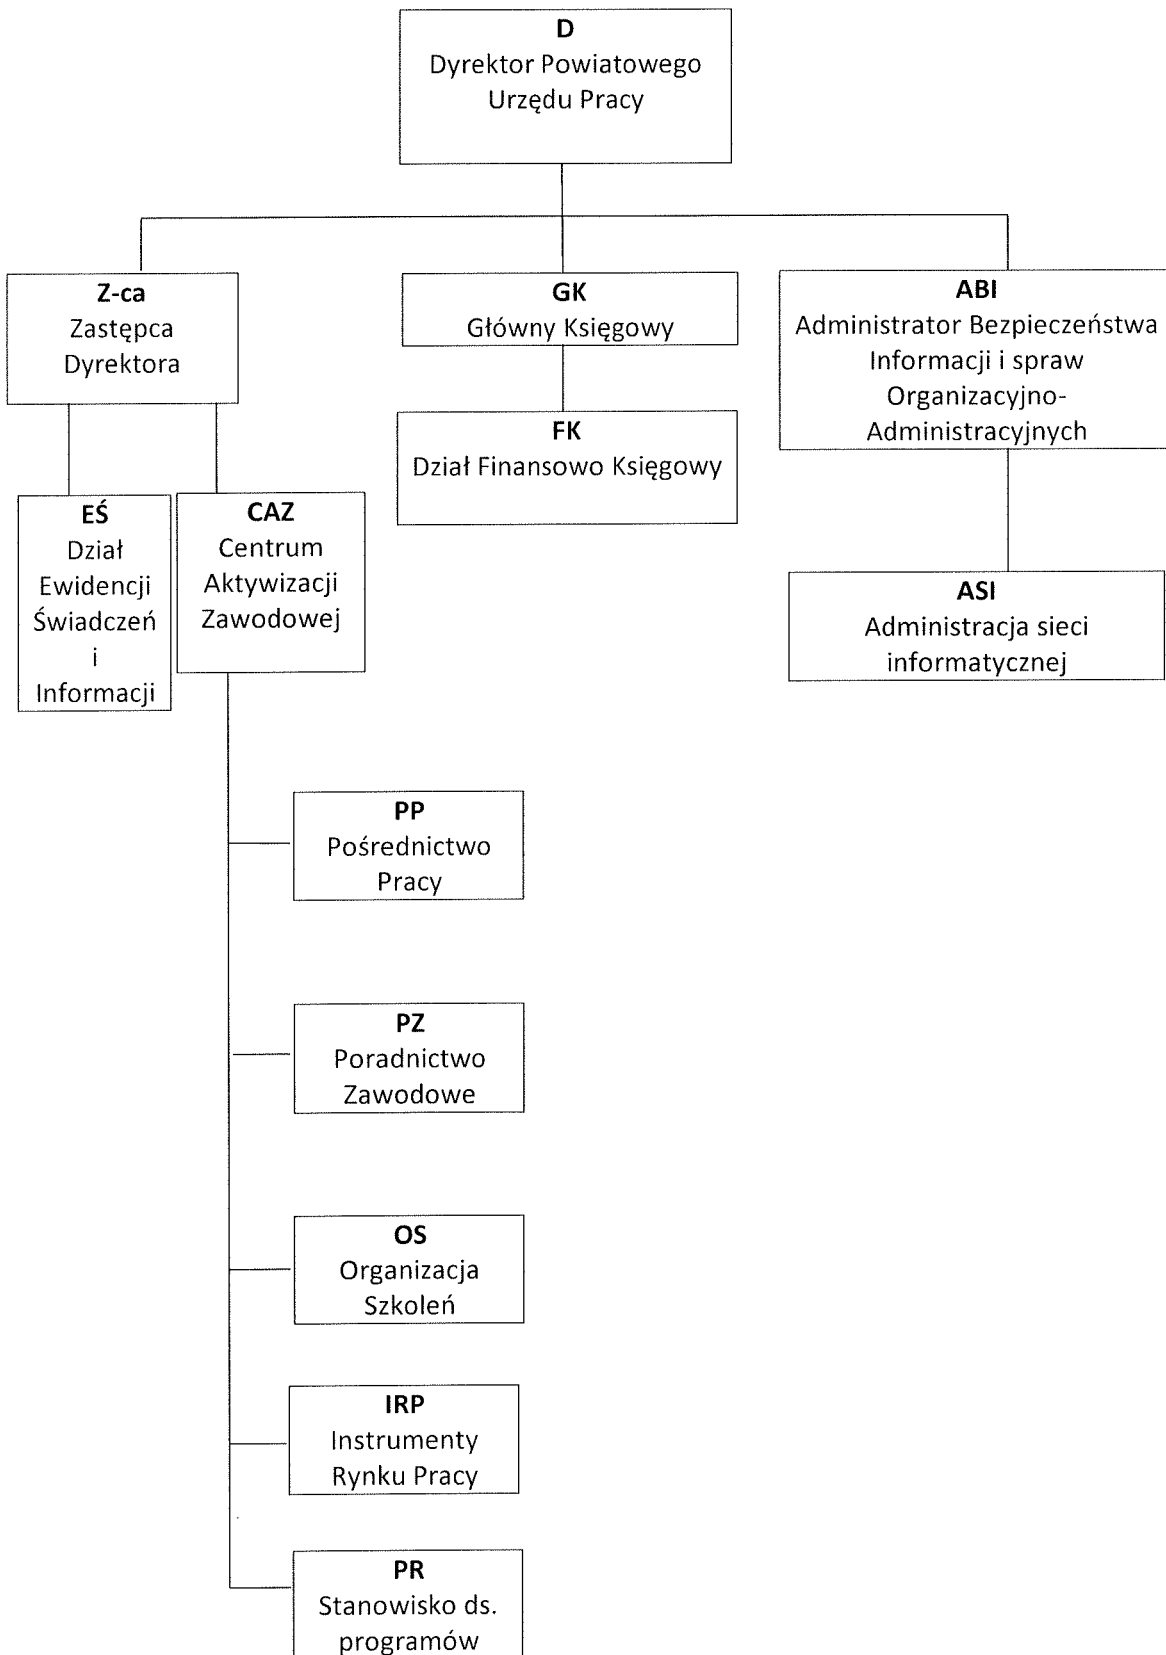 D
Dyrektor Powiatowego
Urzędu Pracy
Z-ca
Zastępca
Dyrektora
GK
Główny Księgowy
ABI
Administrator Bezpieczeństwa
Informacji i spraw
Organizacyjno-
Administracyjnych
FK
Dział Finansowo Księgowy
EŚ
Dział
Ewidencji
Świadczeń
i
Informacji
CAZ
Centrum
Aktywizacji
Zawodowej
ASI
Administracja sieci
informatycznej
PP
Pośrednictwo
Pracy
PZ
Poradnictwo
Zawodowe
OS
Organizacja
Szkoleń
IRP
Instrumenty
Rynku Pracy
PR
Stanowisko ds.
programów